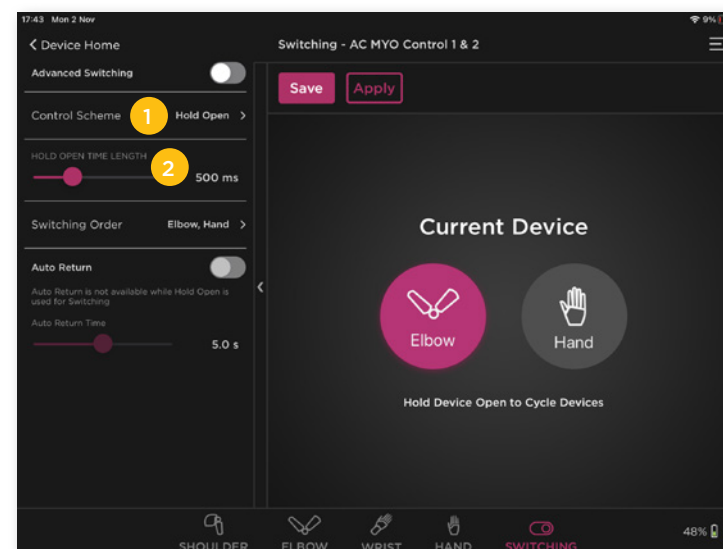 17:43 Mon 2 Nov
9%
Device Home
Switching - AC MYO Control 1 & 2
Advanced Switching
Save
Apply
Control Scheme
1
Hold Open
HOLD OPEN TIME LENGTH
2
500 ms
Switching Order
Elbow, Hand
Auto Return
Auto Return is not available while Hold Open is
used for Switching
Auto Return Time
5.0 s
Current Device
Elbow
Hand
Hold Device Open to Cycle Devices
SHOULDER
ELBOW
WRIST
HAND
SWITCHING
48%